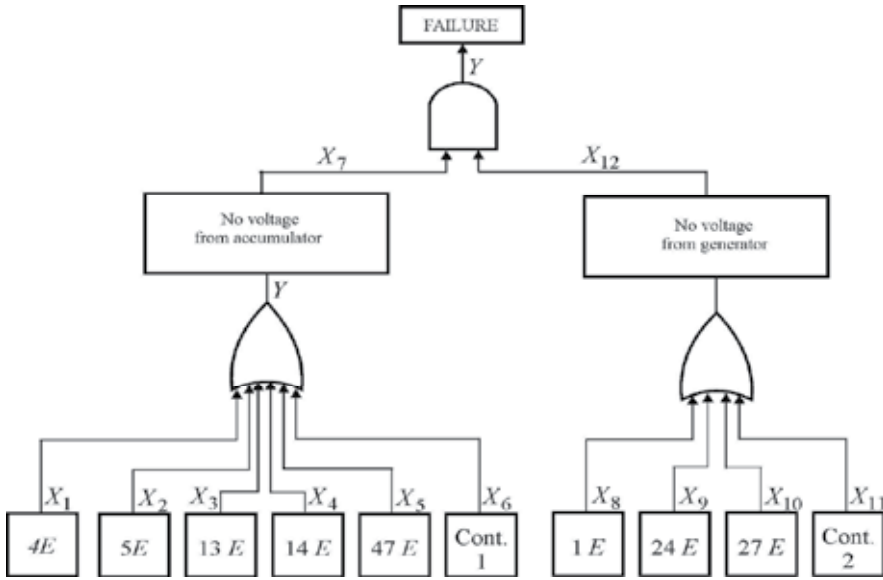 FAILURE
Y
X7
X12
No voltage
from accumulator
No voltage
from generator
Y
X1
X2
X3
X4
X5
X6
X8
X9
X10
X11
4E
5E
13 E
14 E
47 E
Cont.
1
1 E
24 E
27 E
Cont.
2